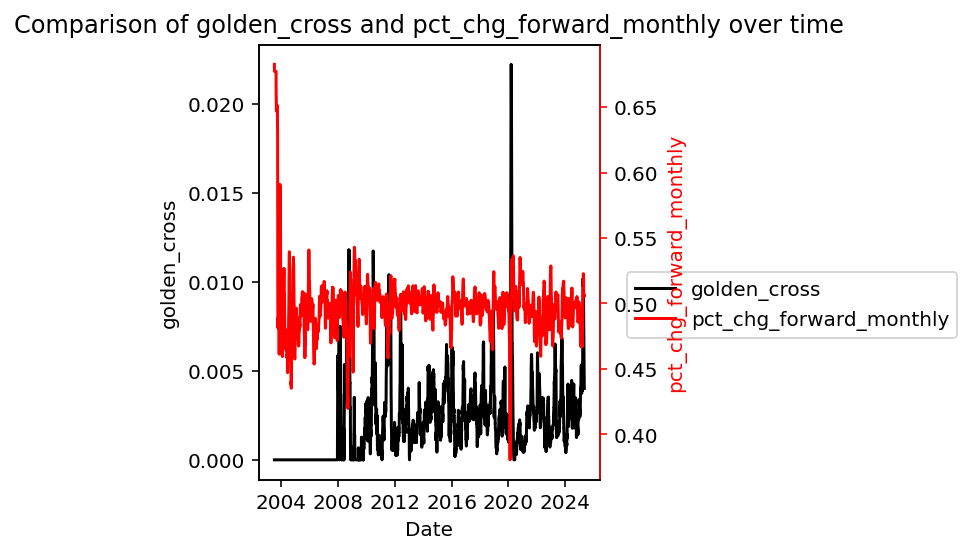 Comparison of golden_cross and pct_chg_forward_monthly over time
golden_cross
0.020
0.015
0.010
0.005
0.000
2004 2008 2012 2016 2020 2024
Date
0.65
0.60
0.55
0.50
0.45
0.40
pct_chg_forward_monthly
golden_cross
pct_chg_forward_monthly